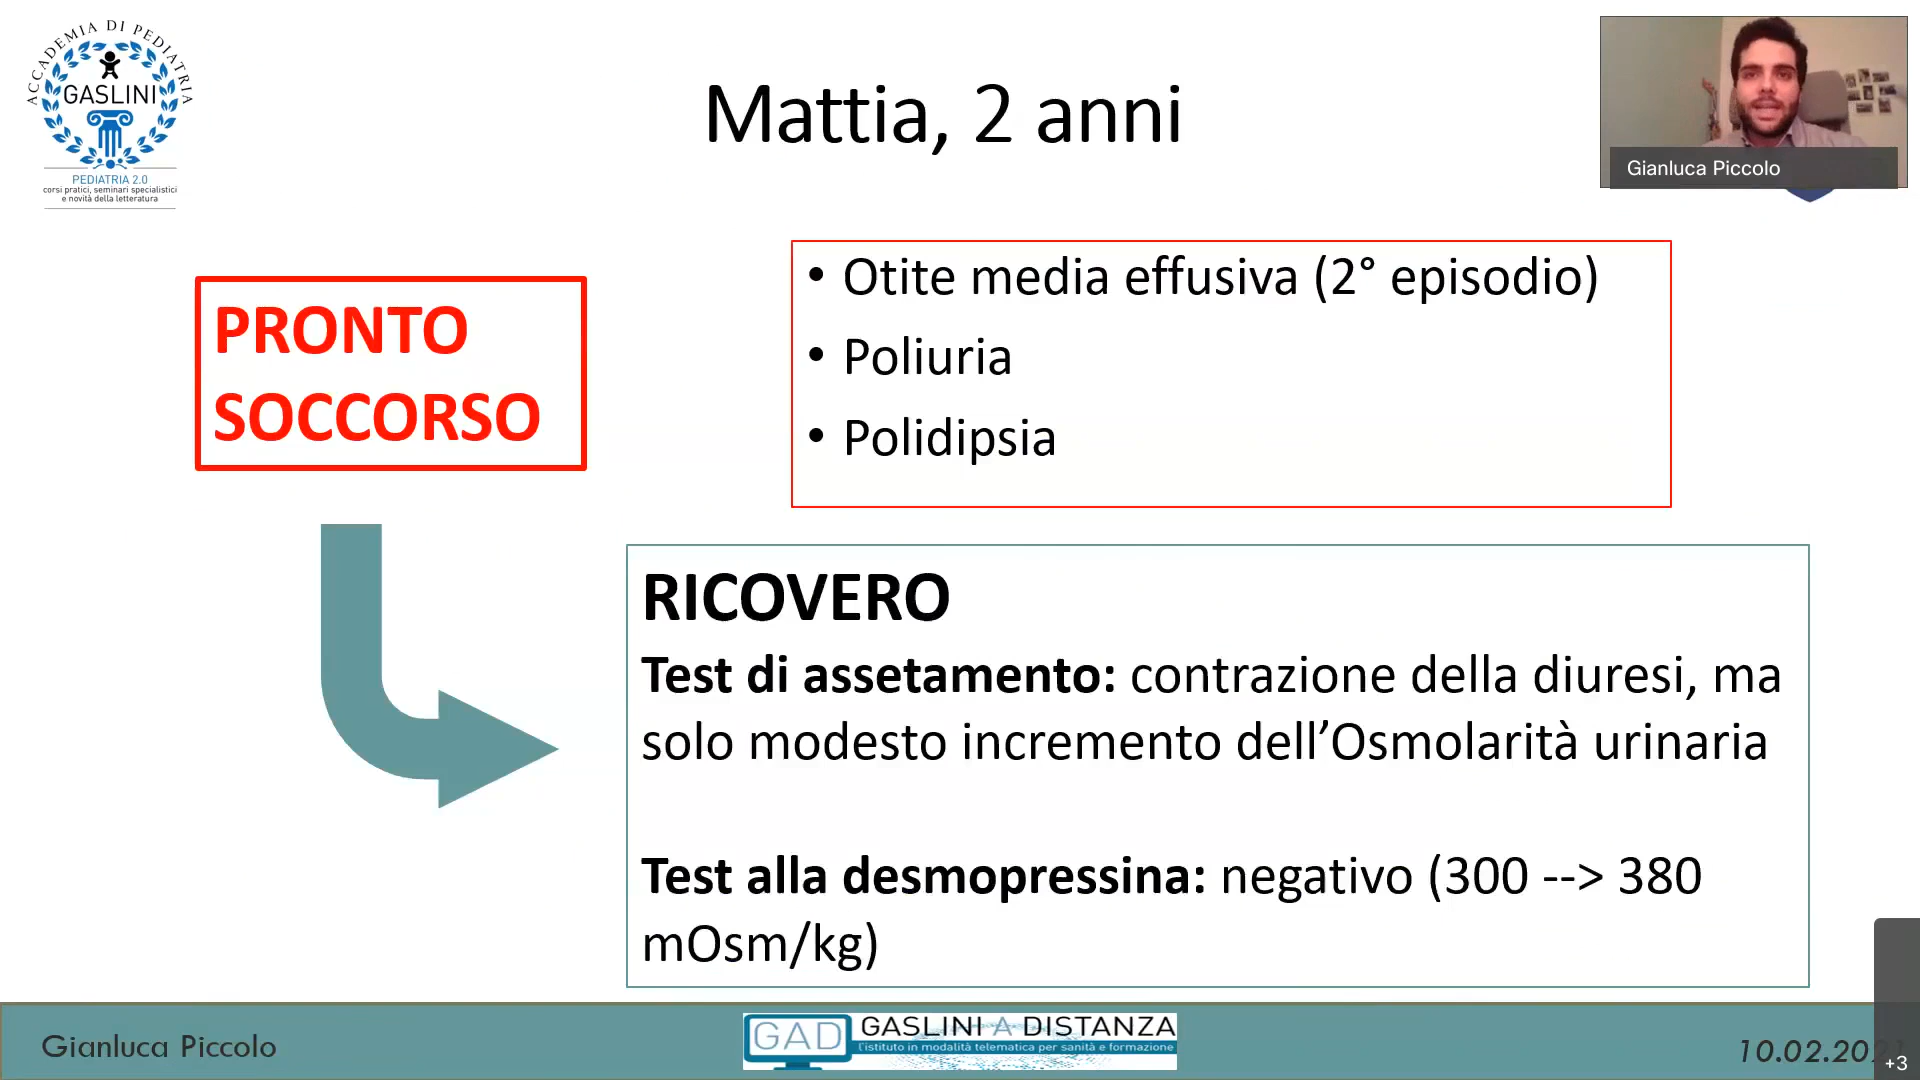 ACCADEMIA DI PEDIATRIA
GASLINI
PEDIATRIA 2.0
corsi pratici, seminari specialistici
e novità della letteratura
Mattia, 2 anni
Gianluca Piccolo
PRONTO
SOCCORSO
• Otite media effusiva (2° episodio)
• Poliuria
• Polidipsia
RICOVERO
Test di assetamento: contrazione della diuresi, ma
solo modesto incremento dell’Osmolarità urinaria
Test alla desmopressina: negativo (300 --> 380
mOsm/kg)
Gianluca Piccolo
GAD
GASLINI A DISTANZA
l'istituto in modalità telematica per sanità e formazione
10.02.20
+3